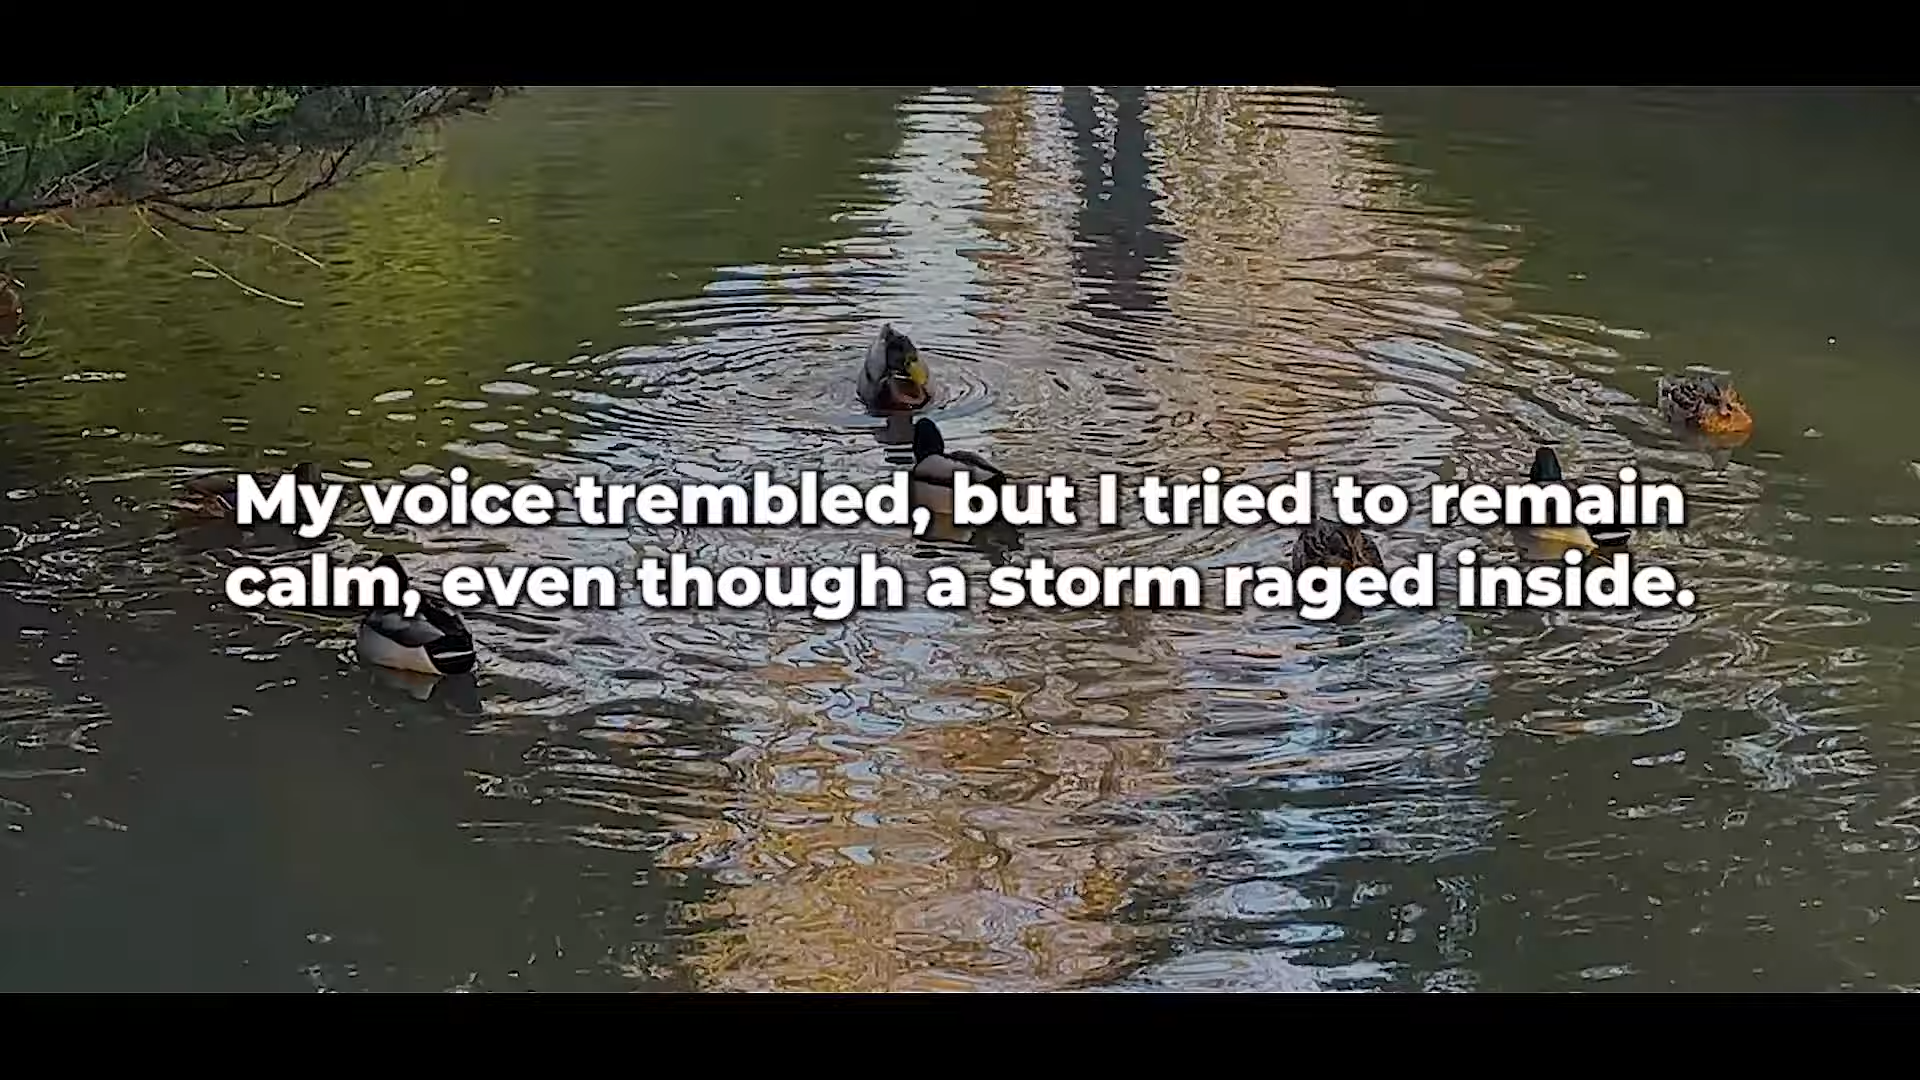 My voice trembled, but I tried to remain
calm, even though a storm raged inside.